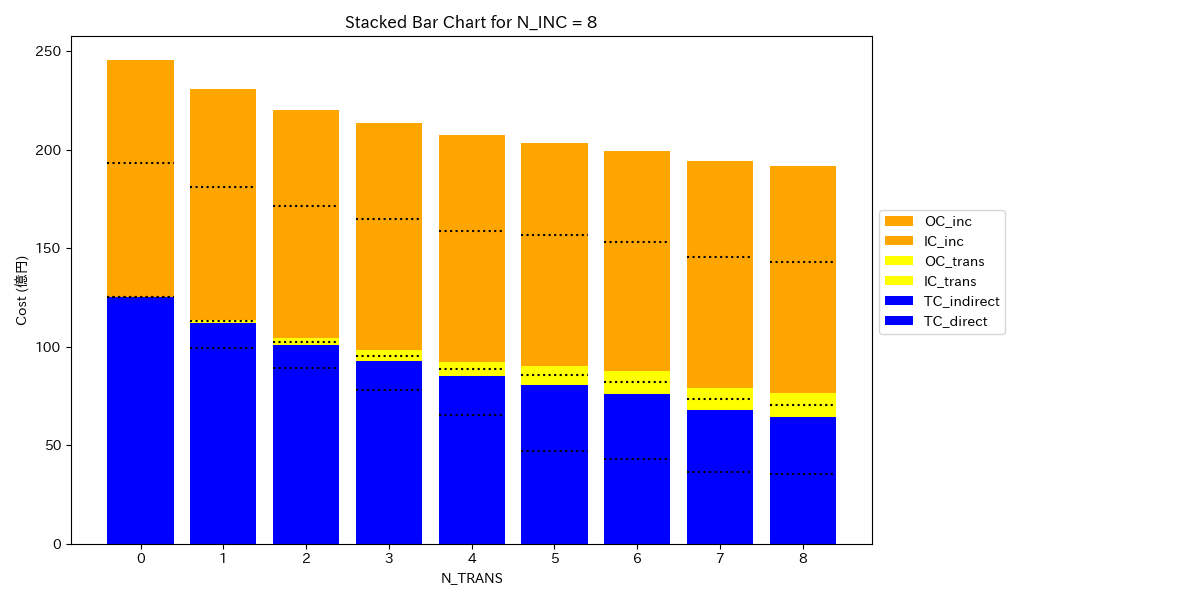 Stacked Bar Chart for N_INC = 8
Cost (億円)
250
200
150
100
50
0
0 1 2 3 4 5 6 7 8
N_TRANS
OC_inc
IC_inc
OC_trans
IC_trans
TC_indirect
TC_direct